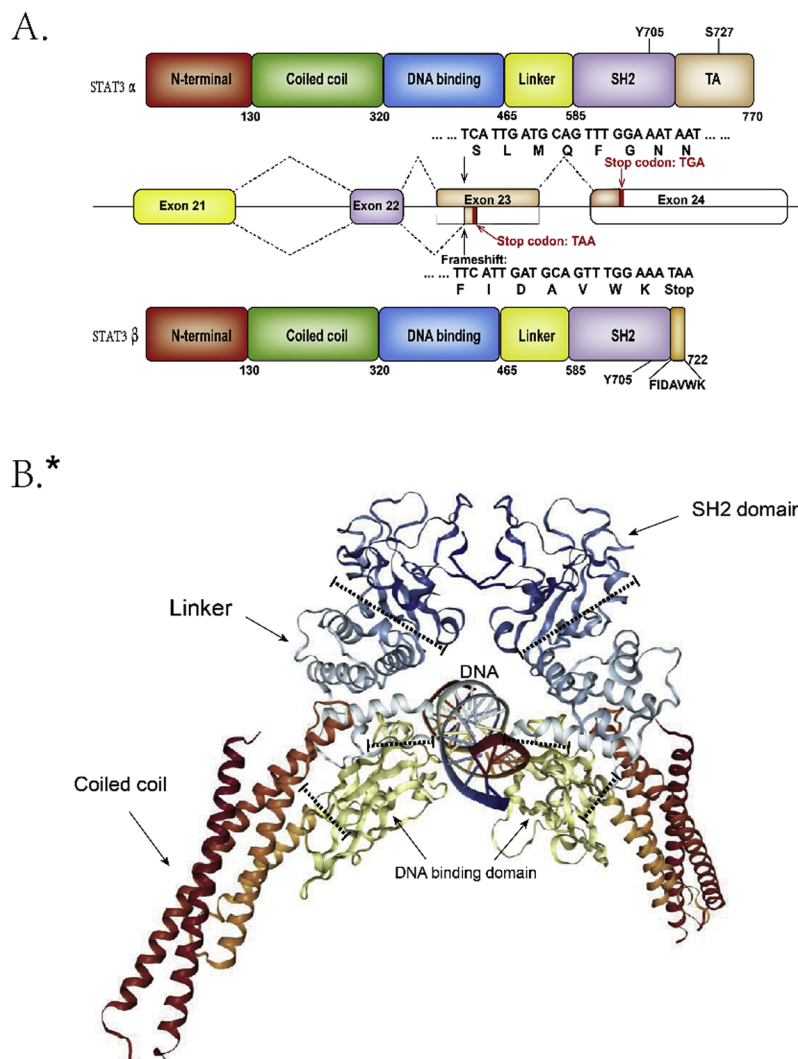 A.
Y705 S727
STAT3 α N-terminal Coiled coil DNA binding Linker SH2 TA
130 320 465 585 770
... ... TCA TTG ATG CAG TTT GGA AAT AAT ... ...
S L M Q F G N N
Stop codon: TGA
Exon 21 Exon 22 Exon 23 Exon 24
Stop codon: TAA
Frameshift:
... ... TTC ATT GAT GCA GTT TGG AAA TAA
F I D A V W K Stop
STAT3 β N-terminal Coiled coil DNA binding Linker SH2
722
130 320 465 585 Y705 FIDAVWK
B.*
SH2 domain
Linker
DNA
Coiled coil
DNA binding domain